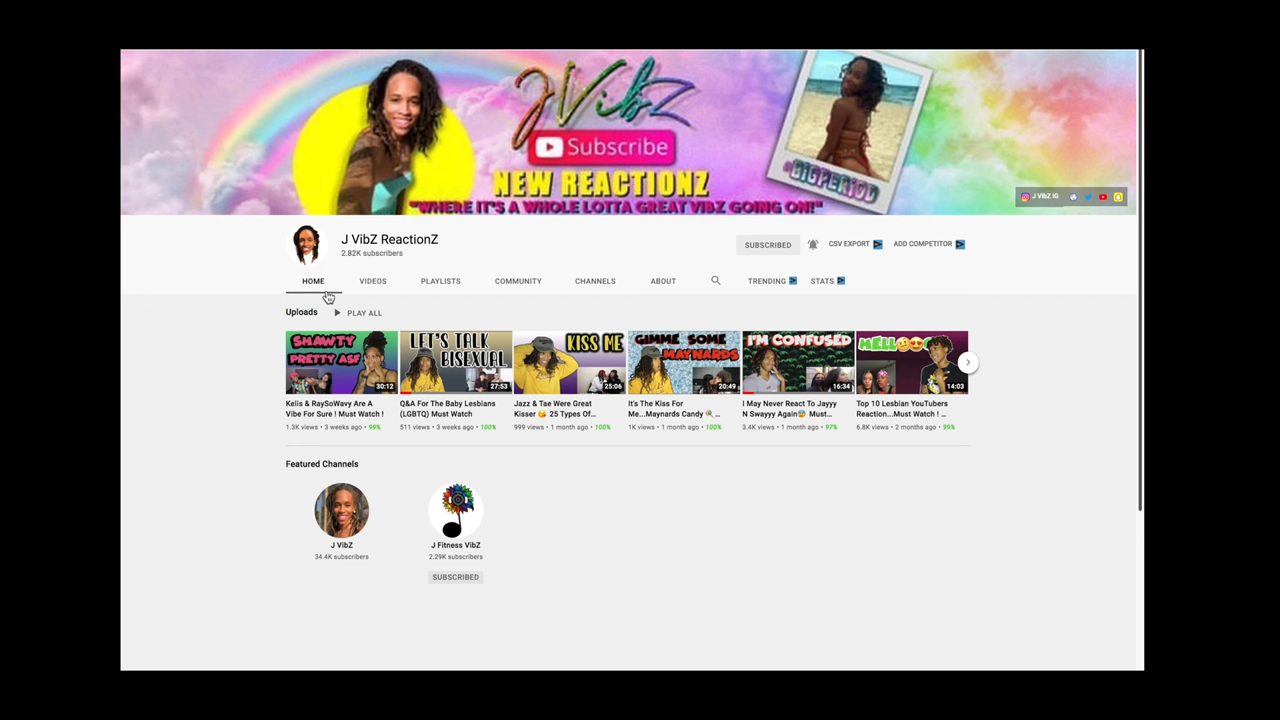 JVibZ
Subscribe
NEW REACTIONZ
"WHERE IT'S A WHOLE LOTTA GREAT VIBZ GOING ON!"
@BIGPERIOD
J VibZ IG
J VibZ ReactionZ
2.82K subscribers
SUBSCRIBED
CSV EXPORT
ADD COMPETITOR
HOME
VIDEOS
PLAYLISTS
COMMUNITY
CHANNELS
ABOUT
TRENDING
STATS
Uploads
PLAY ALL
SHAWTY
PRETTY ASF
30:12
LET'S TALK
BISEXUAL
27:53
KISS ME
25:06
GIMME SOME
MAYNARDS
20:49
I'M CONFUSED
16:34
HELLO
14:03
Kelis & RaySoWavy Are A
Vibe For Sure ! Must Watch !
1.3K views • 3 weeks ago • 99%
Q&A For The Baby Lesbians
(LGBTQ) Must Watch
511 views • 3 weeks ago • 100%
Jazz & Tae Were Great
Kisser 😘 25 Types Of...
999 views • 1 month ago • 100%
It's The Kiss For
Me...Maynards Candy 🍭...
1K views • 1 month ago • 100%
I May Never React To Jayyy
N Swayyy Again😰 Must...
3.4K views • 1 month ago • 97%
Top 10 Lesbian YouTubers
Reaction...Must Watch ! ...
6.8K views • 2 months ago • 99%
Featured Channels
J VibZ
34.4K subscribers
J Fitness VibZ
2.29K subscribers
SUBSCRIBED